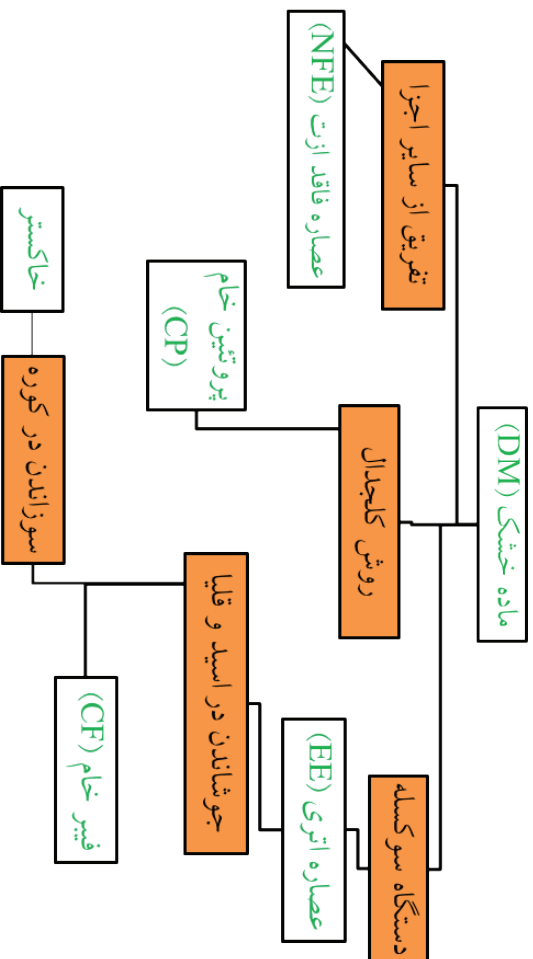 ماده خشک (DM)
تفریق از سایر اجزا
روش کلجدال
دستگاه سوکسله
عصاره فاقد ازت (NFE)
پروتئین خام
(CP)
عصاره اتری (EE)
جوشاندن در اسید و قلیا
فیبر خام (CF)
سوزاندن در کوره
خاکستر